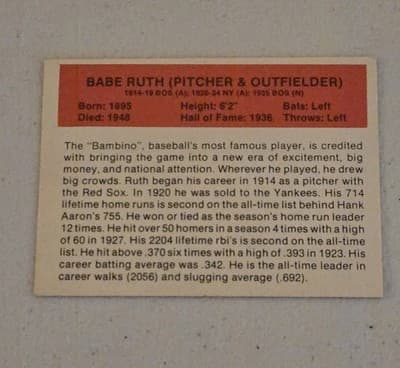 BABE RUTH (PITCHER & OUTFIELDER)
1914-19 BOS (A); 1920-34 NY (A); 1935 BOS (N)
Born: 1895 Height: 6'2" Bats: Left
Died: 1948 Hall of Fame: 1936 Throws: Left
The "Bambino", baseball's most famous player, is credited
with bringing the game into a new era of excitement, big
money, and national attention. Wherever he played, he drew
big crowds. Ruth began his career in 1914 as a pitcher with
the Red Sox. In 1920 he was sold to the Yankees. His 714
lifetime home runs is second on the all-time list behind Hank
Aaron's 755. He won or tied as the season's home run leader
12 times. He hit over 50 homers in a season 4 times with a high
of 60 in 1927. His 2204 lifetime rbi's is second on the all-time
list. He hit above .370 six times with a high of .393 in 1923. His
career batting average was .342. He is the all-time leader in
career walks (2056) and slugging average (.692).